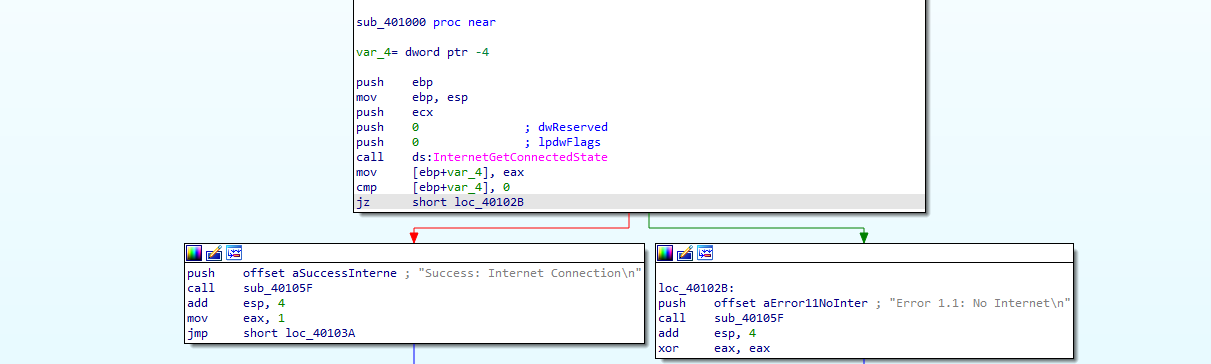 sub_401000 proc near
var_4= dword ptr -4
push    ebp
mov     ebp, esp
push    ecx
push    0               ; dwReserved
push    0               ; lpdwFlags
call    ds:InternetGetConnectedState
mov     [ebp+var_4], eax
cmp     [ebp+var_4], 0
jz      short loc_40102B
push    offset aSuccessInterne ; "Success: Internet Connection\n"
call    sub_40105F
add     esp, 4
mov     eax, 1
jmp     short loc_40103A
loc_40102B:
push    offset aError11NoInter ; "Error 1.1: No Internet\n"
call    sub_40105F
add     esp, 4
xor     eax, eax